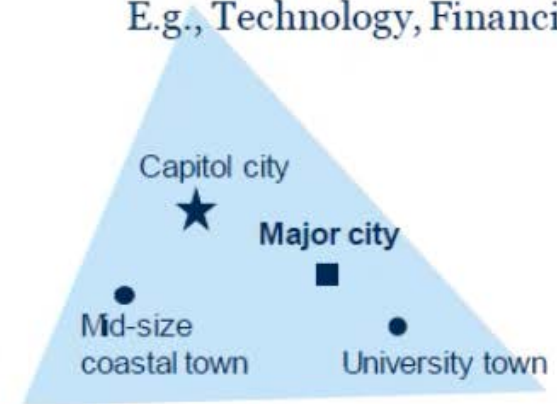 E.g., Technology, Financi
Capitol city
Major city
Mid-size
coastal town
University town